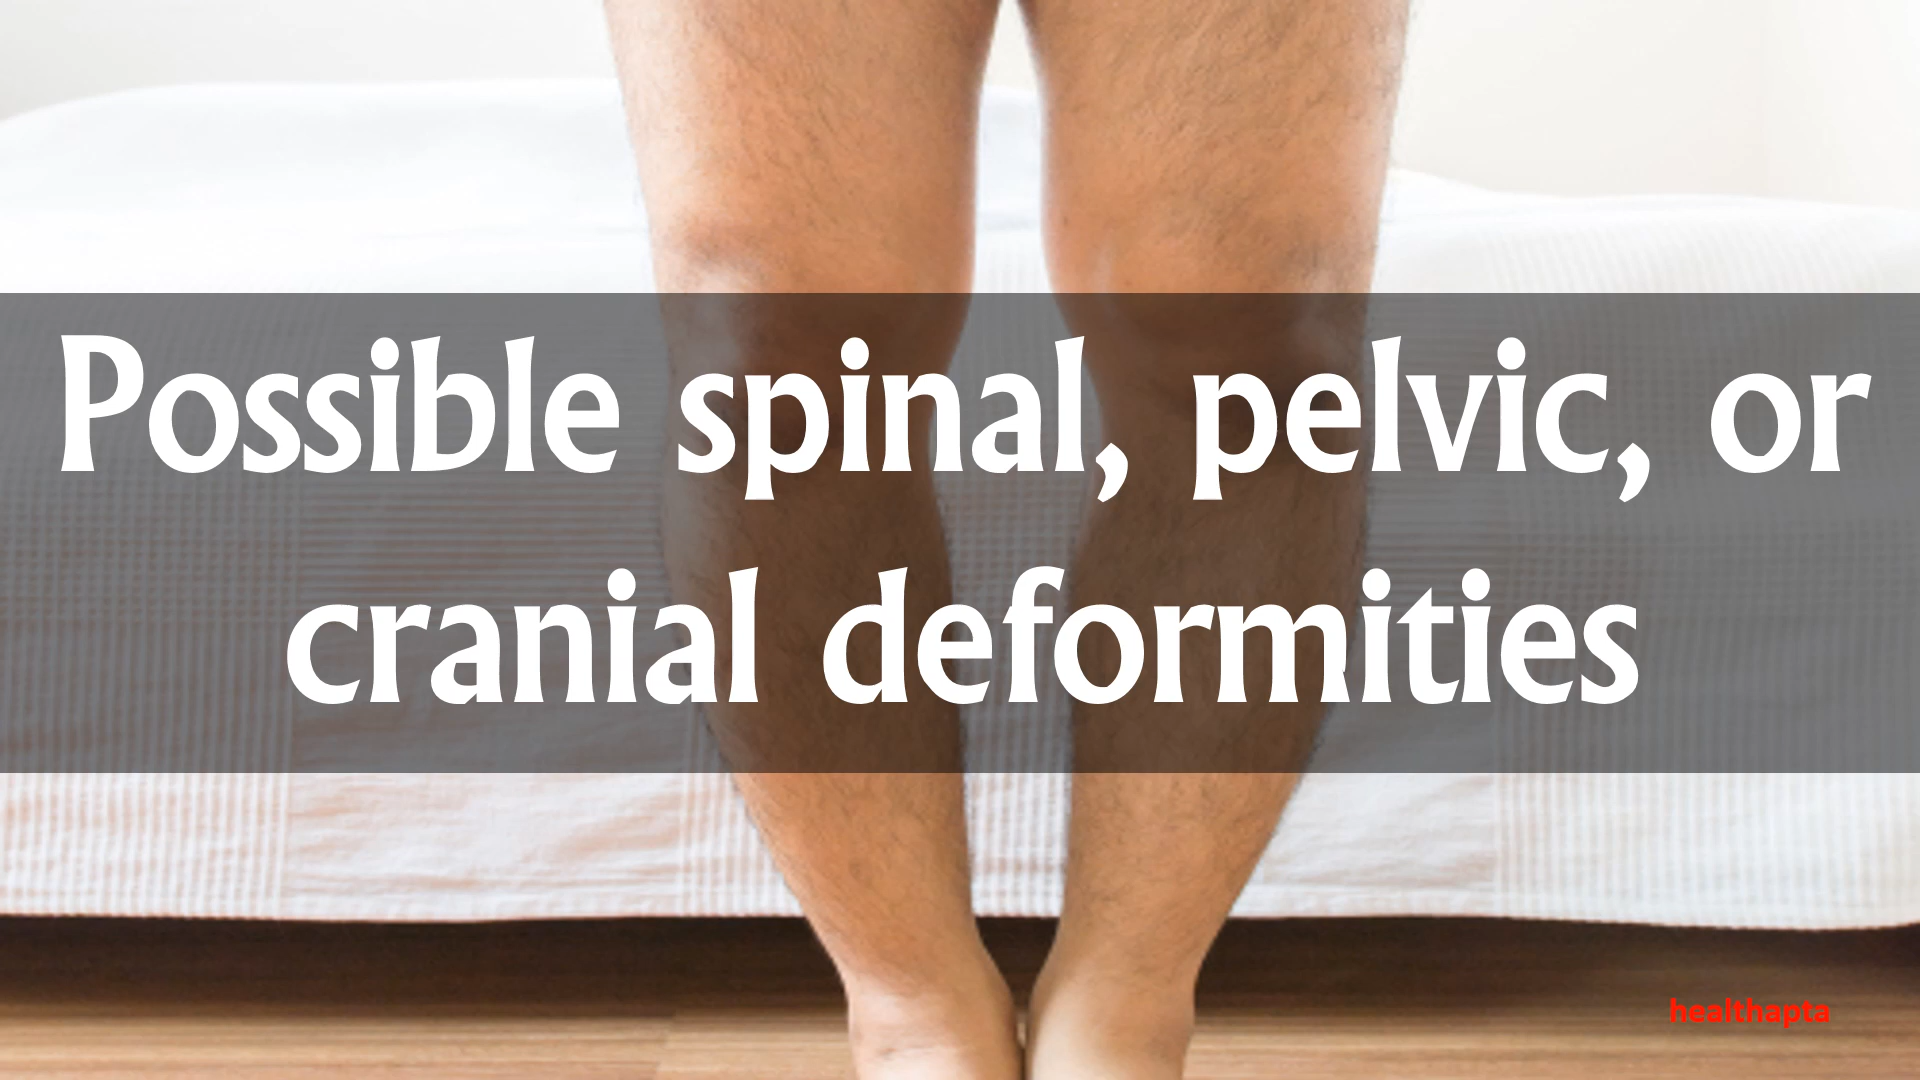 Possible spinal, pelvic, or
cranial deformities
healthapta